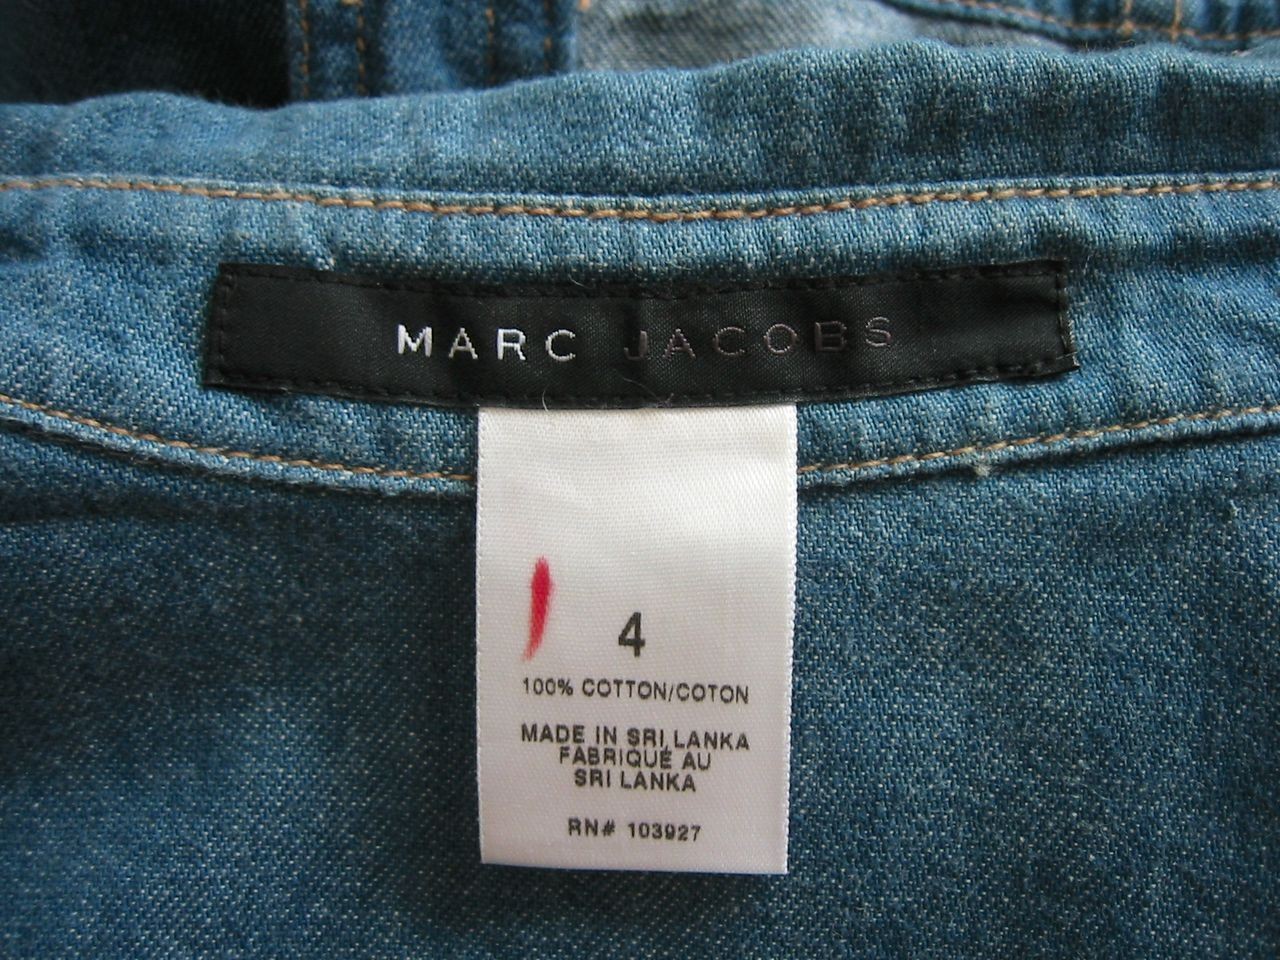 MARC JACOBS
4
100% COTTON/COTON
MADE IN SRI LANKA
FABRIQUÉ AU
SRI LANKA
RN# 103927